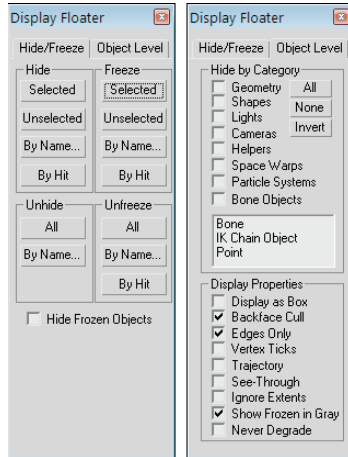 Display Floater
Hide/Freeze Object Level
Hide Freeze
Selected Selected
Unselected Unselected
By Name... By Name...
By Hit By Hit
Unhide Unfreeze
All All
By Name... By Name...
By Hit
Hide Frozen Objects
Display Floater
Hide/Freeze Object Level
Hide by Category
Geometry All
Shapes
Lights None
Cameras Invert
Helpers
Space Warps
Particle Systems
Bone Objects
Bone
IK Chain Object
Point
Display Properties
Display as Box
Backface Cull
Edges Only
Vertex Ticks
Trajectory
See-Through
Ignore Extents
Show Frozen in Gray
Never Degrade